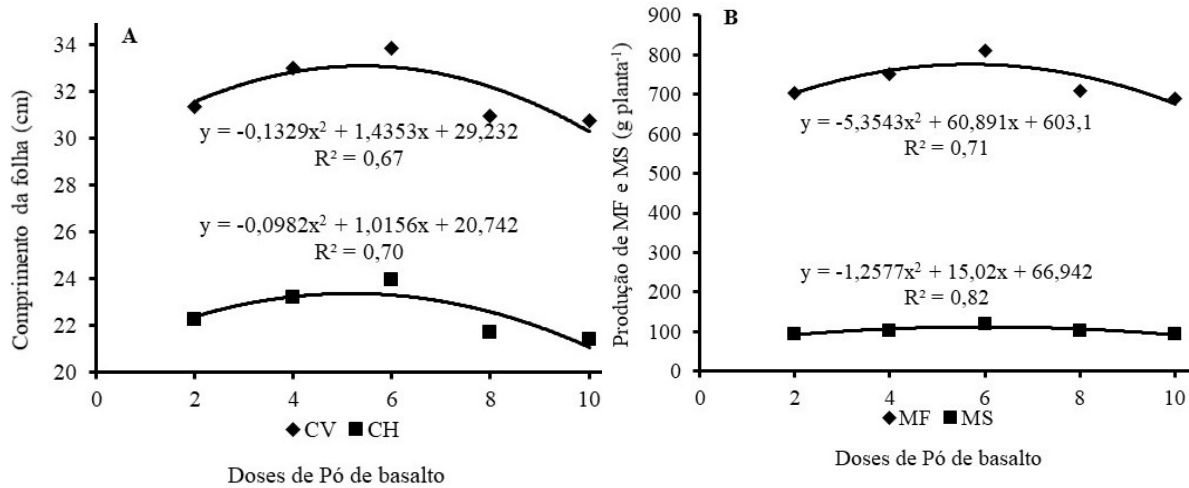 A
Comprimento da folha (cm)
34
32
30
28
26
24
22
20
y = -0,1329x² + 1,4353x + 29,232
R² = 0,67
y = -0,0982x² + 1,0156x + 20,742
R² = 0,70
0 2 4 6 8 10
◆CV ■CH
Doses de Pó de basalto
B
Produção de MF e MS (g planta⁻¹)
900
800
700
600
500
400
300
200
100
0
y = -5,3543x² + 60,891x + 603,1
R² = 0,71
y = -1,2577x² + 15,02x + 66,942
R² = 0,82
0 2 4 6 8 10
◆MF ■MS
Doses de Pó de basalto